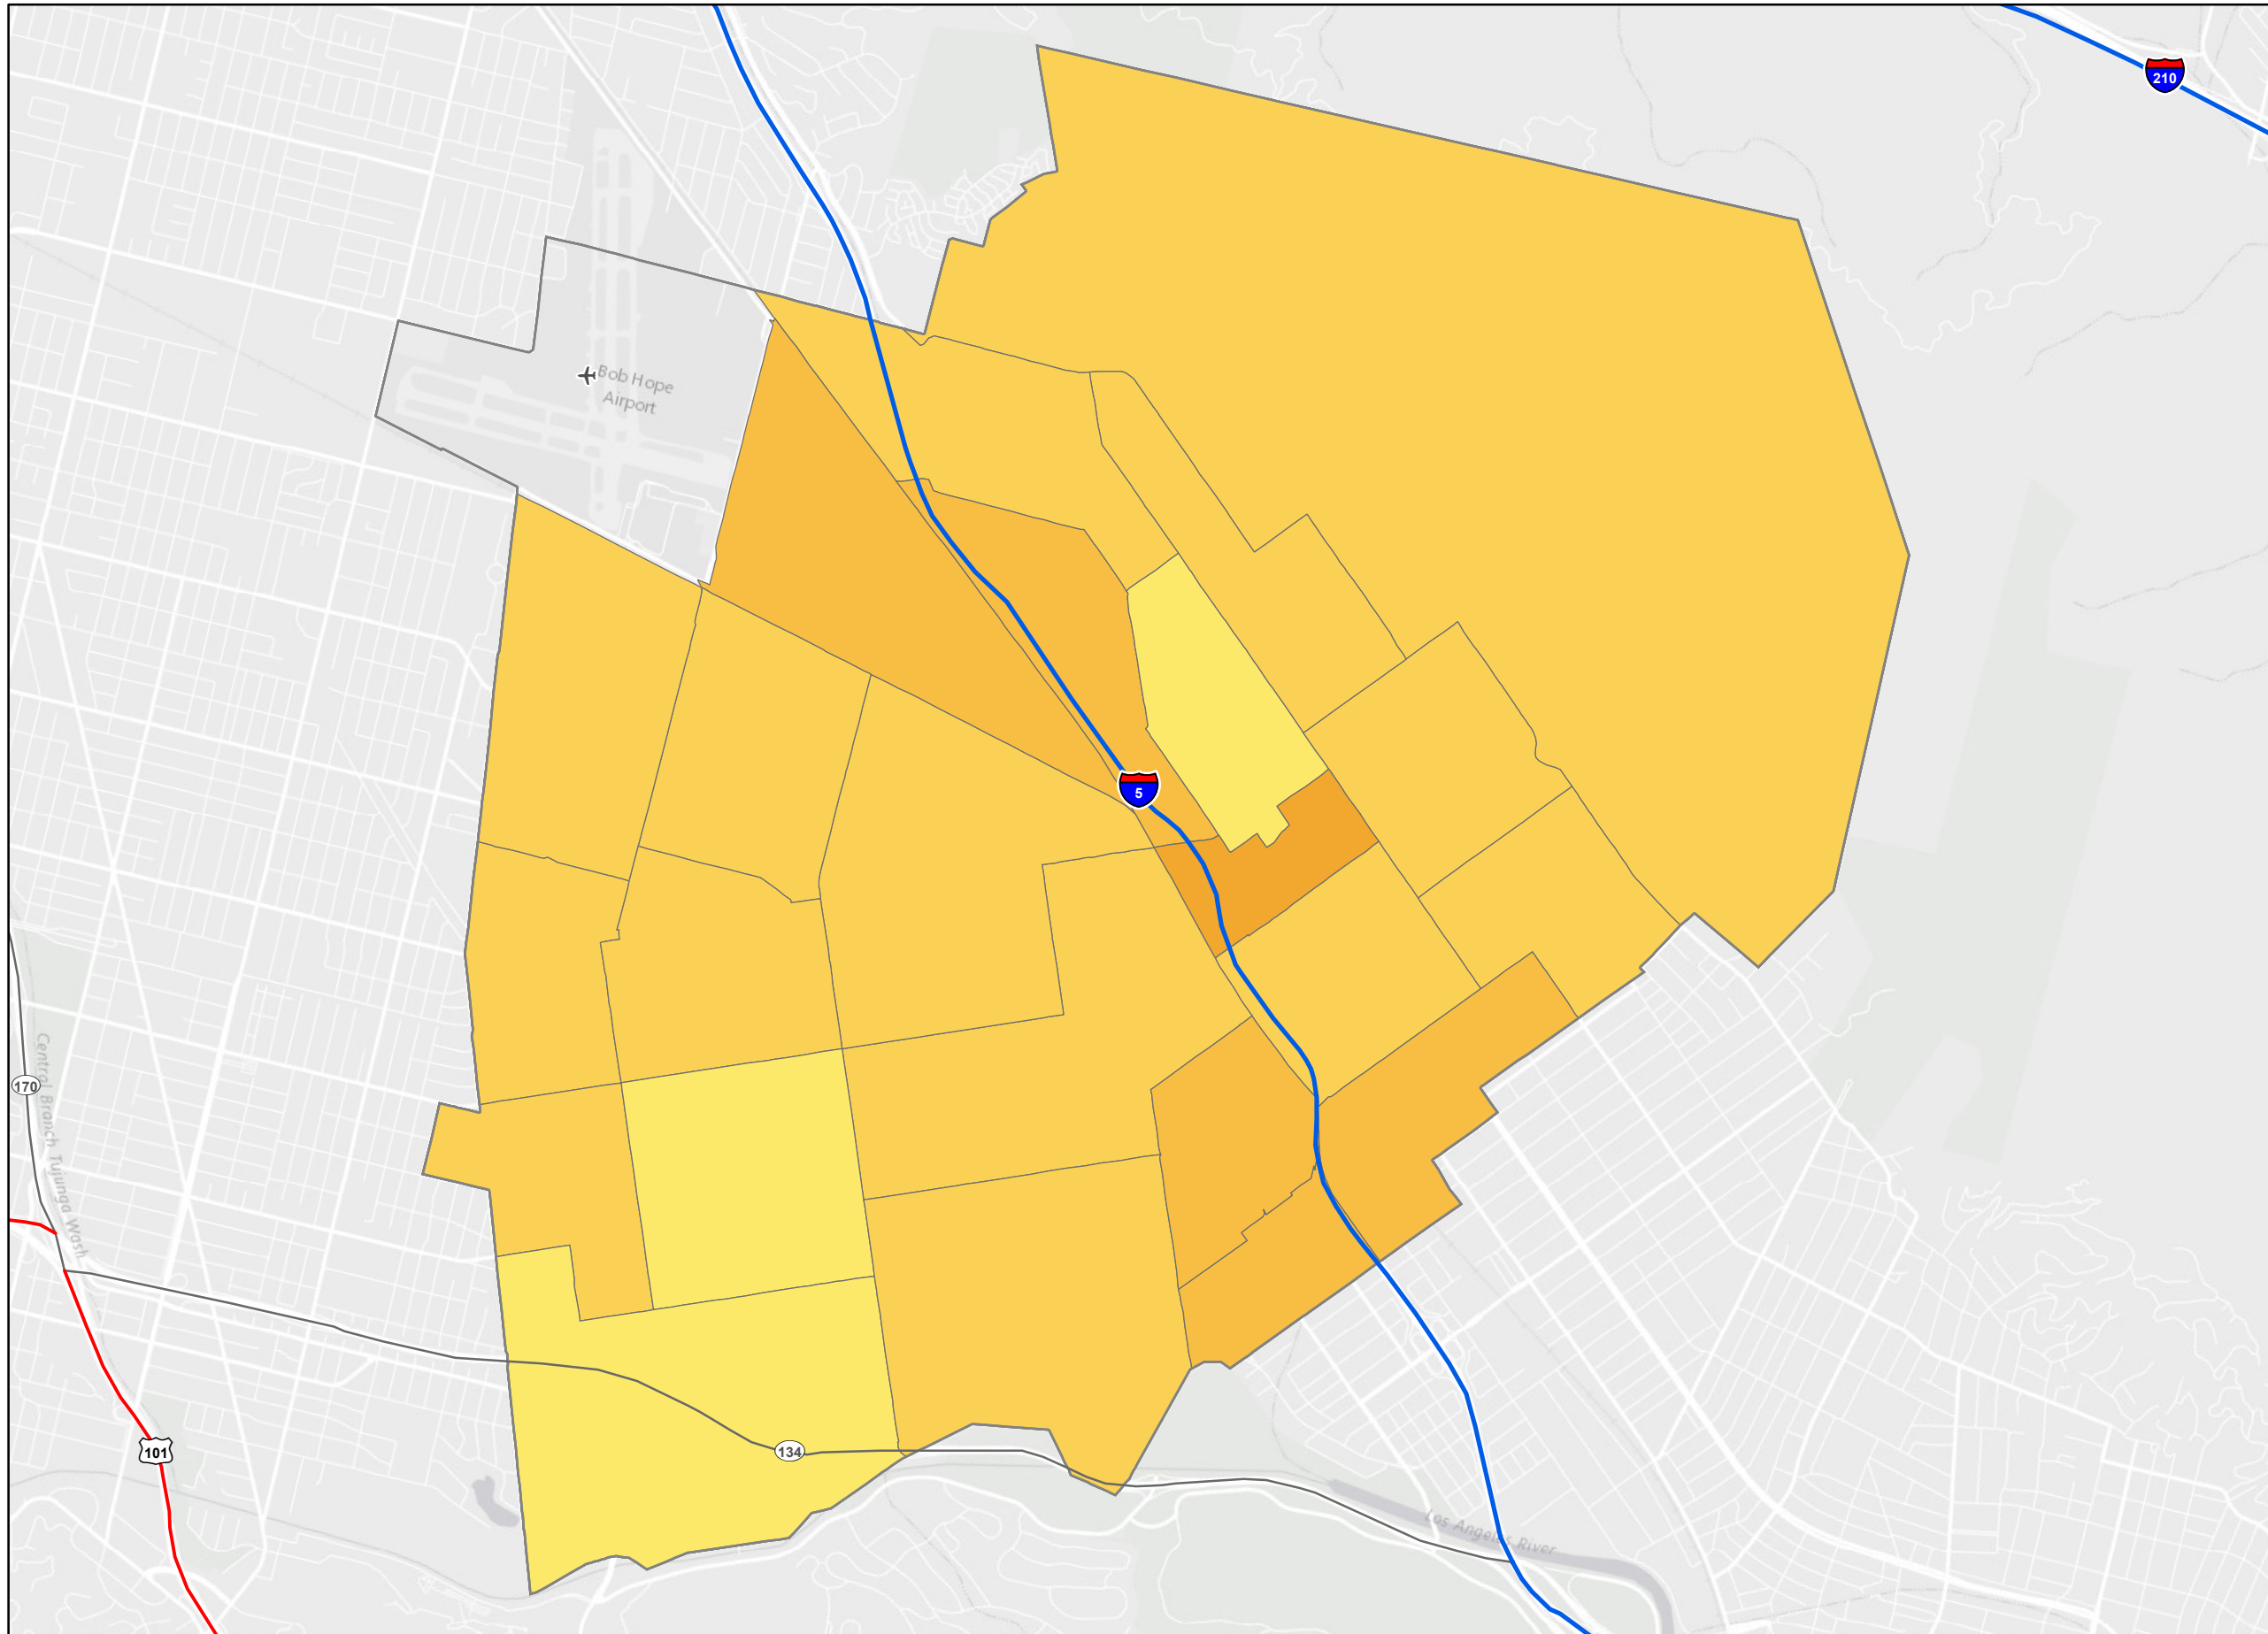 210
Bob Hope
Airport
5
170
Central Branch Tujunga Wash
134
101
Los Angeles River